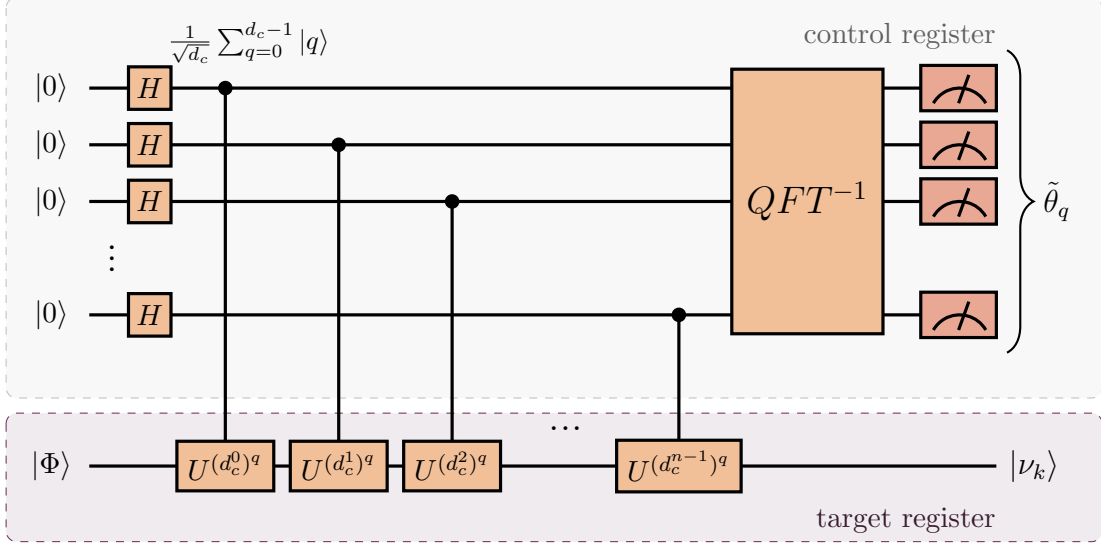 1/√d_c ∑_{q=0}^{d_c−1} |q⟩
control register
|0⟩ H
|0⟩ H
|0⟩ H
⋮
|0⟩ H
QFT⁻¹
θ̃_q
...
|Φ⟩ U^{(d_c^0)^q} U^{(d_c^1)^q} U^{(d_c^2)^q} U^{(d_c^{n−1})^q} |ν_k⟩
target register